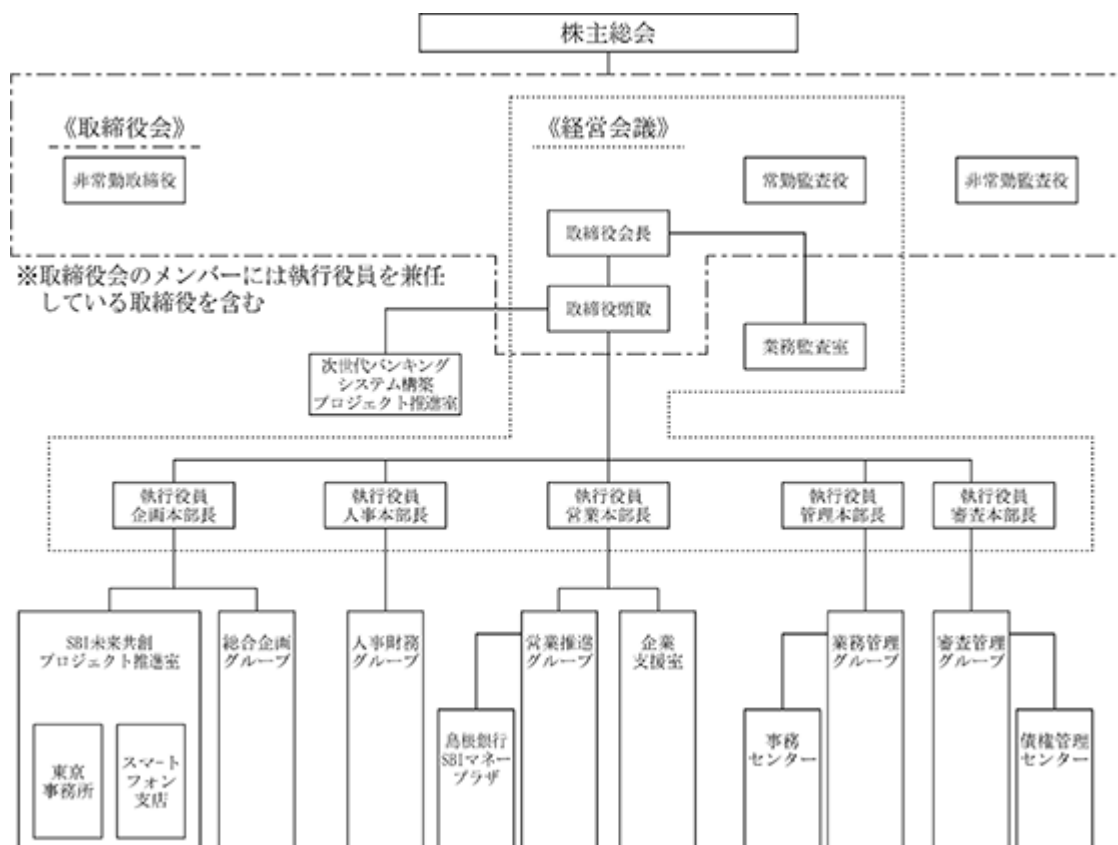 株主総会
《取締役会》
《経営会議》
非常勤取締役
常勤監査役
非常勤監査役
取締役会長
※取締役会のメンバーには執行役員を兼任
している取締役を含む
取締役頭取
業務監査室
次世代バンキング
システム構築
プロジェクト推進室
執行役員
企画本部長
執行役員
人事本部長
執行役員
営業本部長
執行役員
管理本部長
執行役員
審査本部長
SBI未来共創
プロジェクト推進室
総合企画
グループ
人事財務
グループ
営業推進
グループ
企業
支援室
業務管理
グループ
審査管理
グループ
東京
事務所
スマート
フォン
支店
島根銀行
SBIマネー
プラザ
事務
センター
債権管理
センター